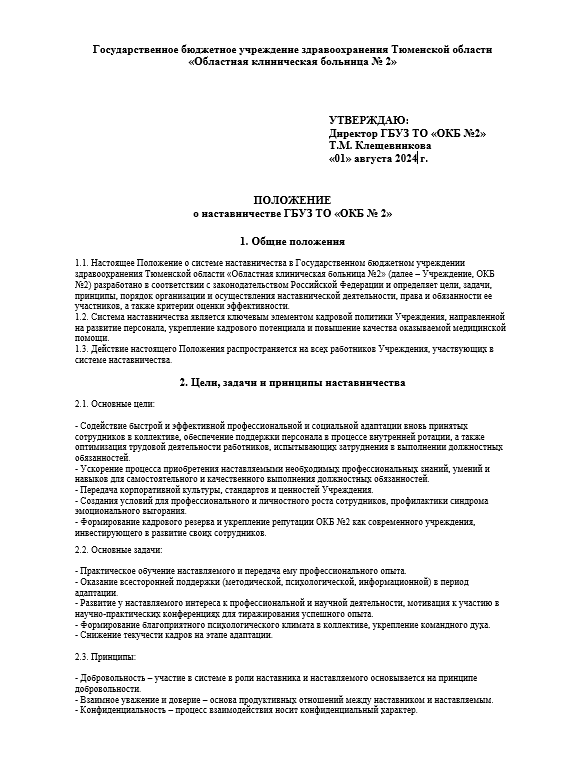 Государственное бюджетное учреждение здравоохранения Тюменской области
«Областная клиническая больница № 2»
УТВЕРЖДАЮ:
Директор ГБУЗ ТО «ОКБ №2»
Т.М. Клещевникова
«01» августа 2024 г.
ПОЛОЖЕНИЕ
о наставничестве ГБУЗ ТО «ОКБ № 2»
1. Общие положения
1.1. Настоящее Положение о системе наставничества в Государственном бюджетном учреждении
здравоохранения Тюменской области «Областная клиническая больница №2» (далее – Учреждение, ОКБ
№2) разработано в соответствии с законодательством Российской Федерации и определяет цели, задачи,
принципы, порядок организации и осуществления наставнической деятельности, права и обязанности ее
участников, а также критерии оценки эффективности.
1.2. Система наставничества является ключевым элементом кадровой политики Учреждения, направленной
на развитие персонала, укрепление кадрового потенциала и повышение качества оказываемой медицинской
помощи.
1.3. Действие настоящего Положения распространяется на всех работников Учреждения, участвующих в
системе наставничества.
2. Цели, задачи и принципы наставничества
2.1. Основные цели:
- Содействие быстрой и эффективной профессиональной и социальной адаптации вновь принятых
сотрудников в коллективе, обеспечение поддержки персонала в процессе внутренней ротации, а также
оптимизация трудовой деятельности работников, испытывающих затруднения в выполнении должностных
обязанностей.
- Ускорение процесса приобретения наставляемыми необходимых профессиональных знаний, умений и
навыков для самостоятельного и качественного выполнения должностных обязанностей.
- Передача корпоративной культуры, стандартов и ценностей Учреждения.
- Создания условий для профессионального и личностного роста сотрудников, профилактики синдрома
эмоционального выгорания.
- Формирование кадрового резерва и укрепление репутации ОКБ №2 как современного учреждения,
инвестирующего в развитие своих сотрудников.
2.2. Основные задачи:
- Практическое обучение наставляемого и передача ему профессионального опыта.
- Оказание всесторонней поддержки (методической, психологической, информационной) в период
адаптации.
- Развитие у наставляемого интереса к профессиональной и научной деятельности, мотивация к участию в
научно-практических конференциях для тиражирования успешного опыта.
- Формирование благоприятного психологического климата в коллективе, укрепление командного духа.
- Снижение текучести кадров на этапе адаптации.
2.3. Принципы:
- Добровольность – участие в системе в роли наставника и наставляемого основывается на принципе
добровольности.
- Взаимное уважение и доверие – основа продуктивных отношений между наставником и наставляемым.
- Конфиденциальность – процесс взаимодействия носит конфиденциальный характер.